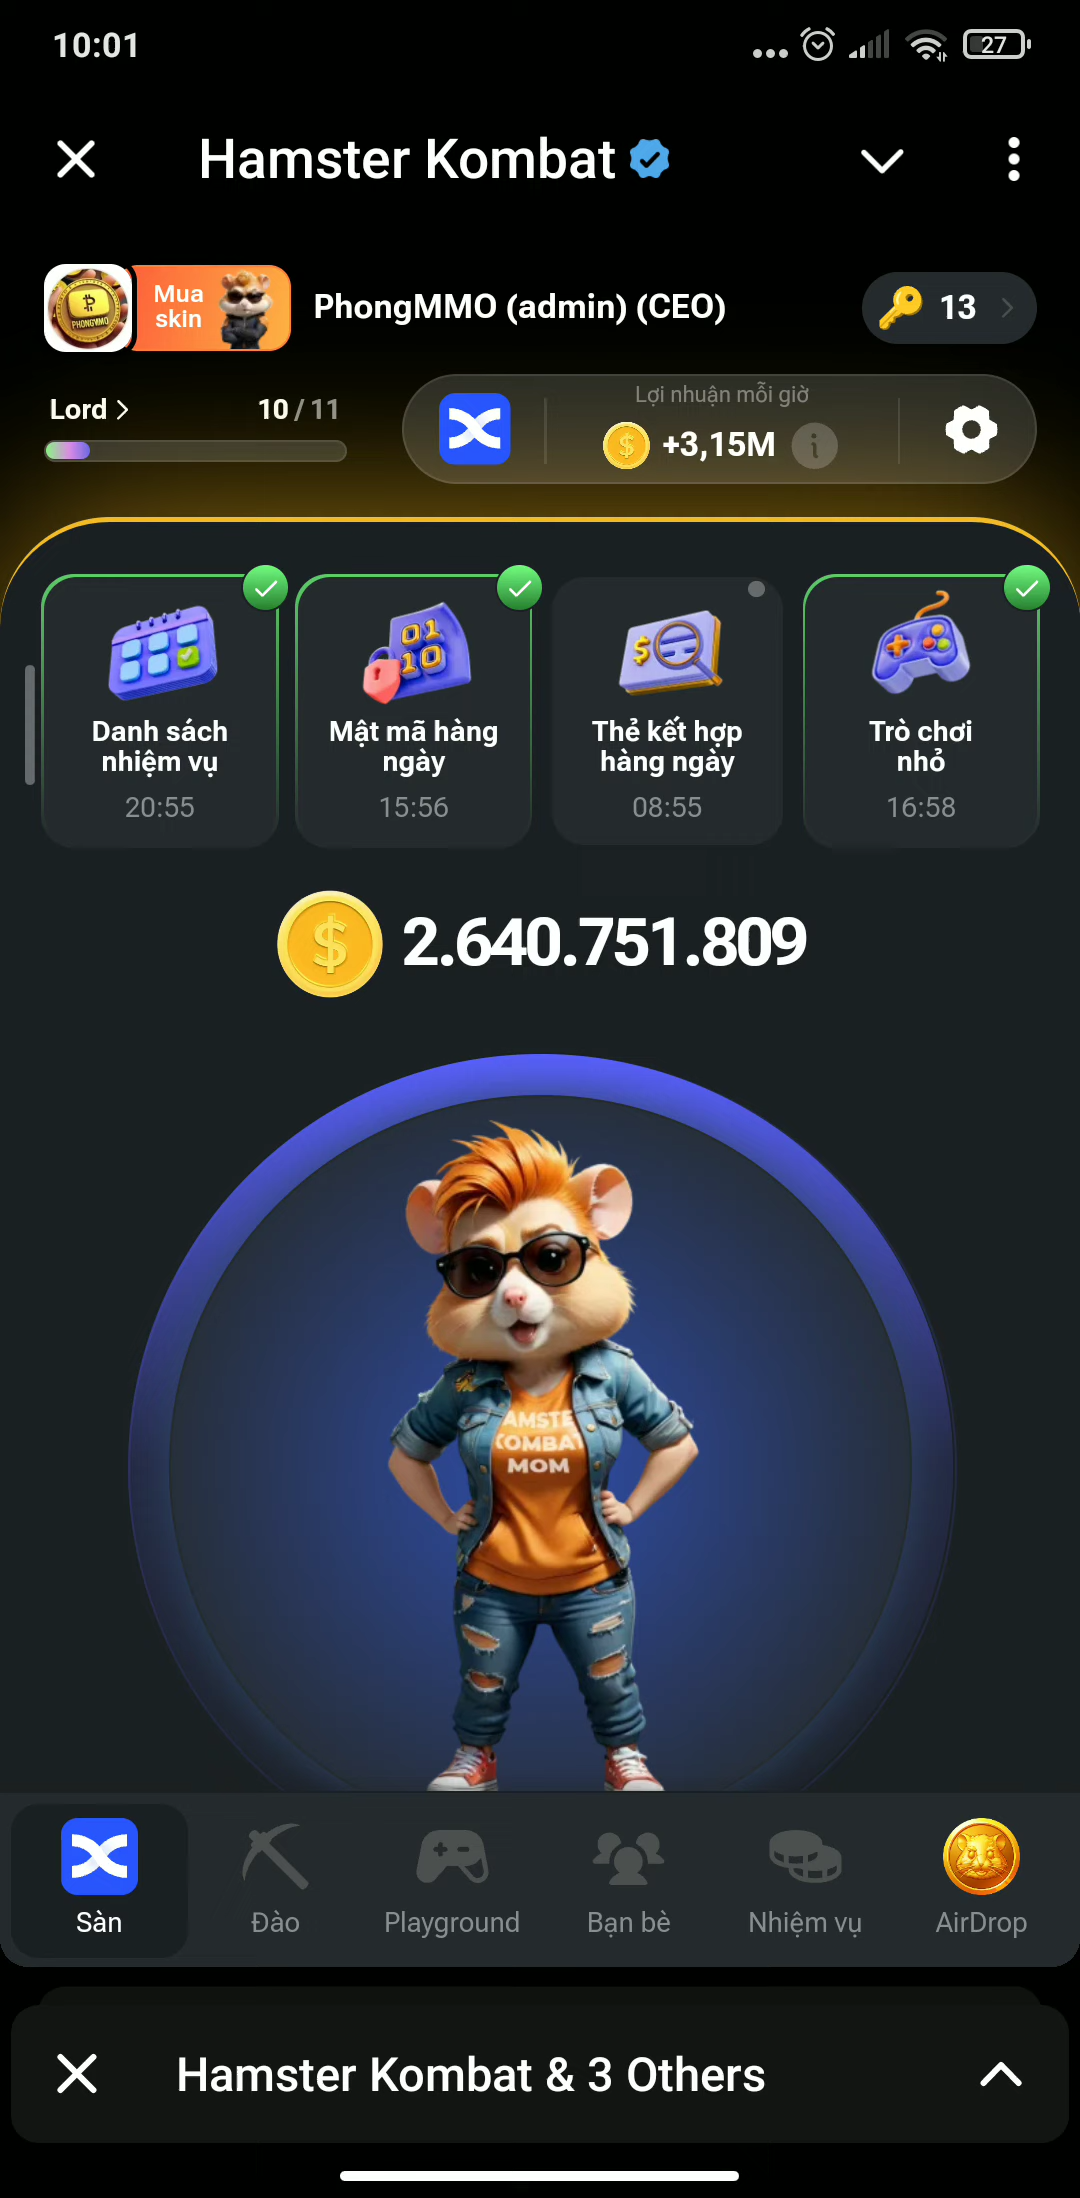 10:01
27
Hamster Kombat
PHONGMMO
Mua
skin
PhongMMO (admin) (CEO)
13
Lord
10 / 11
Lợi nhuận mỗi giờ
+3,15M
Danh sách
nhiệm vụ
20:55
Mật mã hàng
ngày
15:56
Thẻ kết hợp
hàng ngày
08:55
Trò chơi
nhỏ
16:58
2.640.751.809
AMSTE
KOMBAT
MOM
Sàn
Đào
Playground
Bạn bè
Nhiệm vụ
AirDrop
Hamster Kombat & 3 Others